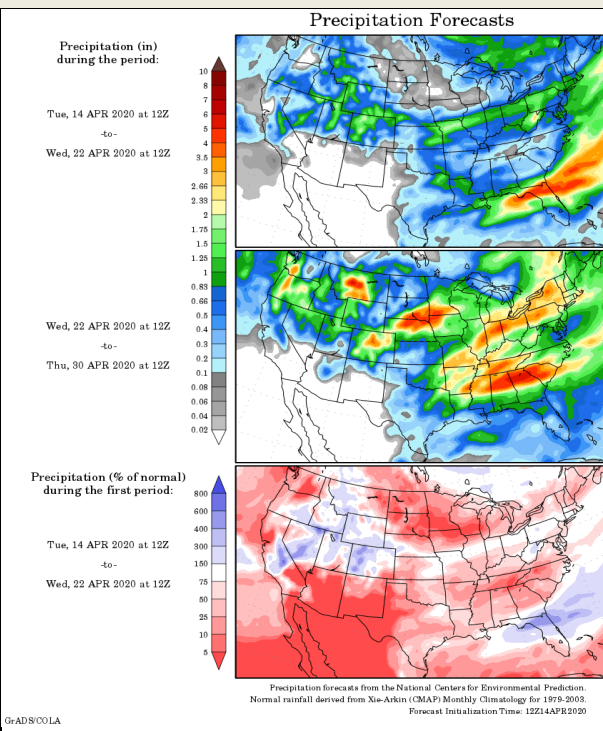 Precipitation Forecasts
Precipitation (in)
during the period:
Tue, 14 APR 2020 at 12Z
-to-
Wed, 22 APR 2020 at 12Z
10
8
7
6
5
4
3.5
3
2.66
2.33
2
1.75
1.5
1.25
1
0.83
0.66
0.5
0.4
0.3
0.2
0.1
0.08
0.06
0.04
0.02
Wed, 22 APR 2020 at 12Z
-to-
Thu, 30 APR 2020 at 12Z
Precipitation (% of normal)
during the first period:
Tue, 14 APR 2020 at 12Z
-to-
Wed, 22 APR 2020 at 12Z
800
600
400
300
150
75
50
25
10
5
Precipitation forecasts from the National Centers for Environmental Prediction.
Normal rainfall derived from Xie-Arkin (CMAP) Monthly Climatology for 1979-2003.
Forecast Initialization Time: 12Z14APR2020
GrADS/COLA